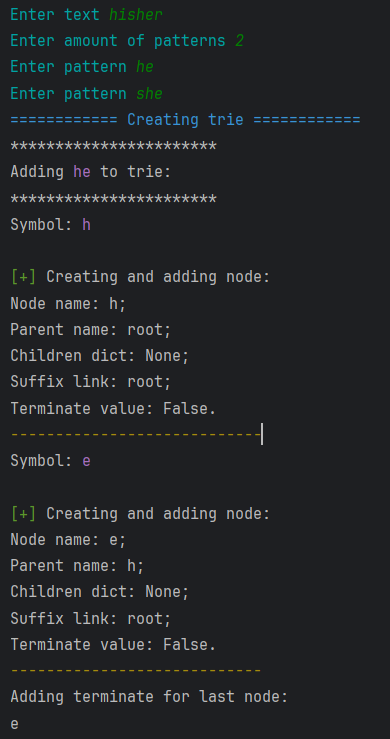 Enter text hisher
Enter amount of patterns 2
Enter pattern he
Enter pattern she
============ Creating trie ============
***********************
Adding he to trie:
***********************
Symbol: h
[+] Creating and adding node:
Node name: h;
Parent name: root;
Children dict: None;
Suffix link: root;
Terminate value: False.
----------------------------
Symbol: e
[+] Creating and adding node:
Node name: e;
Parent name: h;
Children dict: None;
Suffix link: root;
Terminate value: False.
----------------------------
Adding terminate for last node:
e